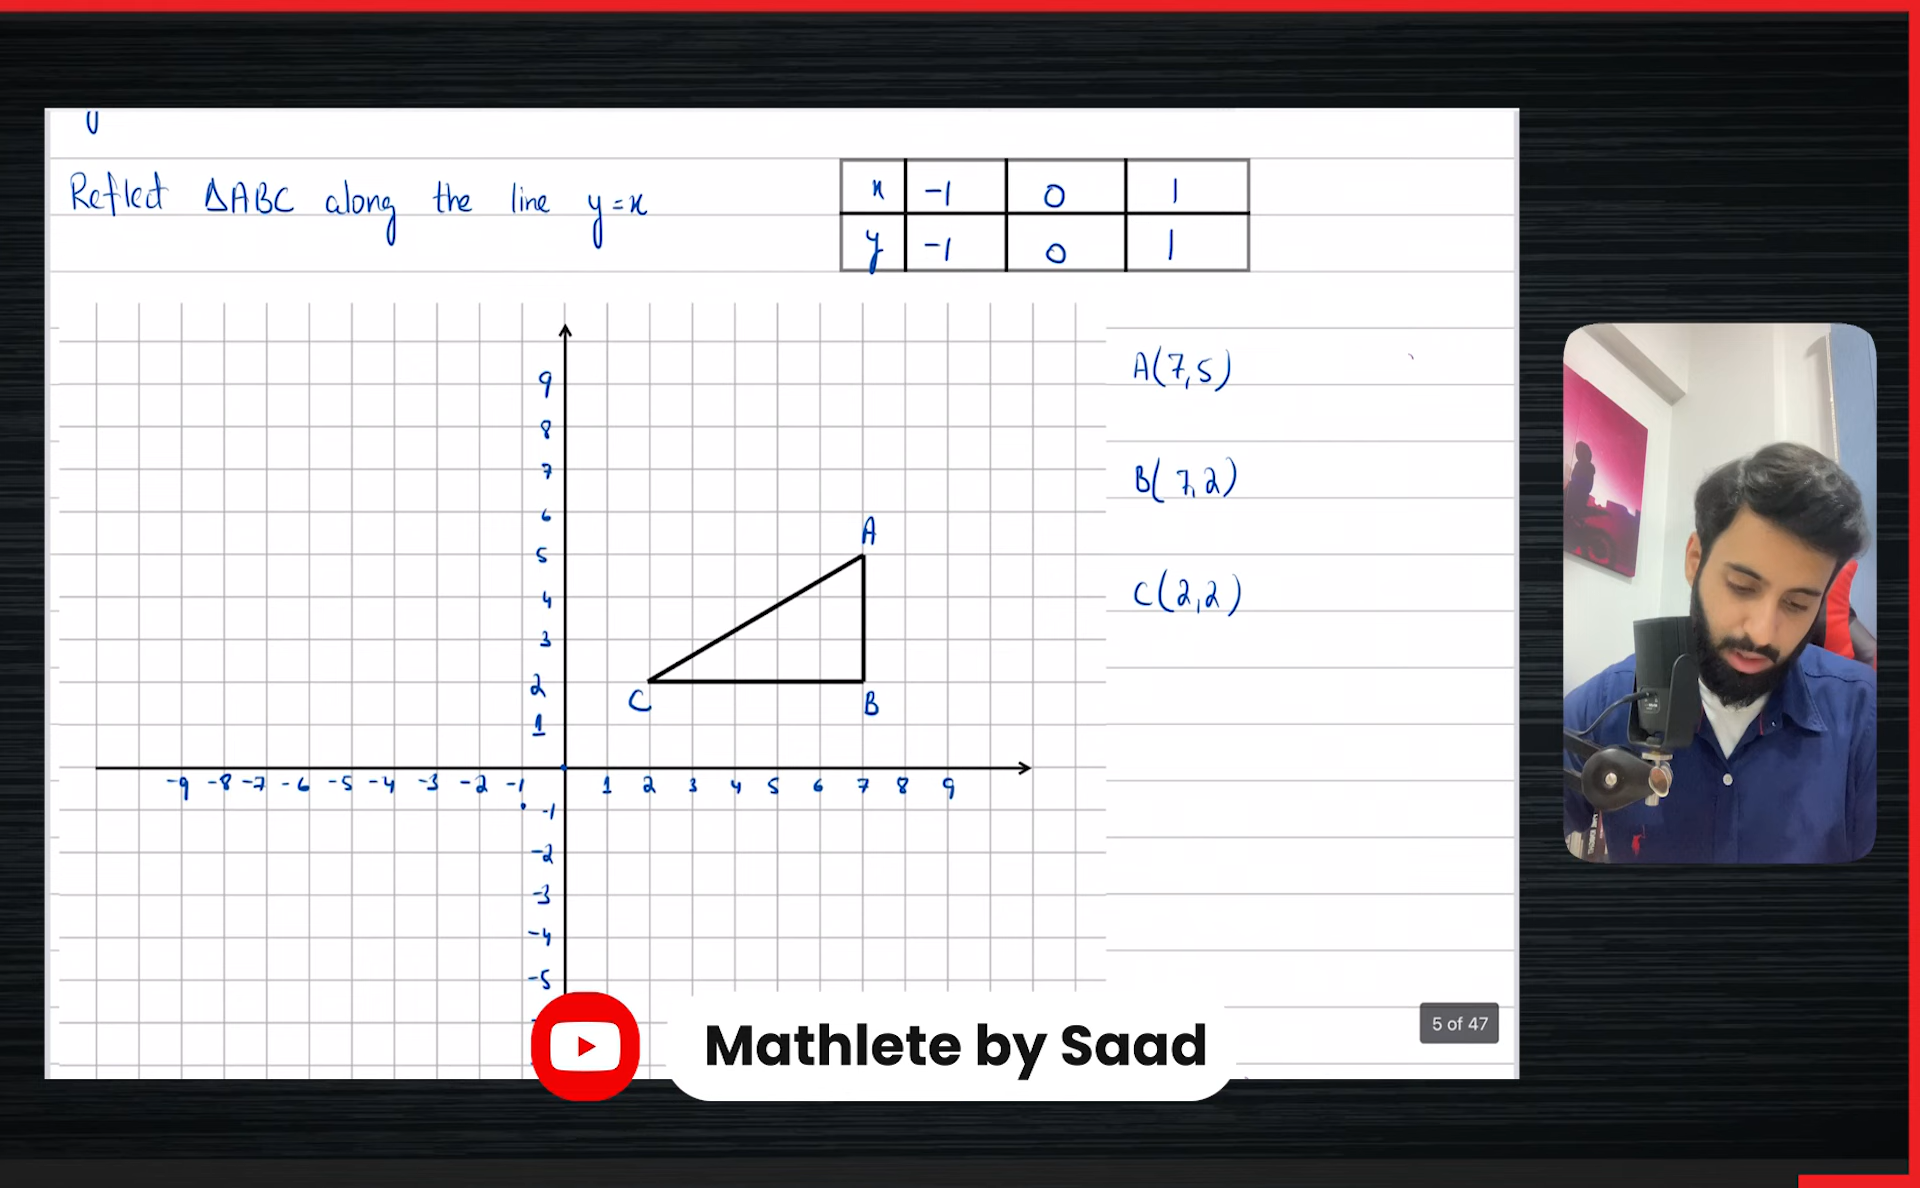 Reflect ΔABC along the line y=x
x -1 0 1
y -1 0 1
A(7,5)
B(7,2)
C(2,2)
9
8
7
6
5
4
3
2
1
A
C
B
-9 -8 -7 -6 -5 -4 -3 -2 -1 1 2 3 4 5 6 7 8 9
-1
-2
-3
-4
-5
5 of 47
Mathlete by Saad